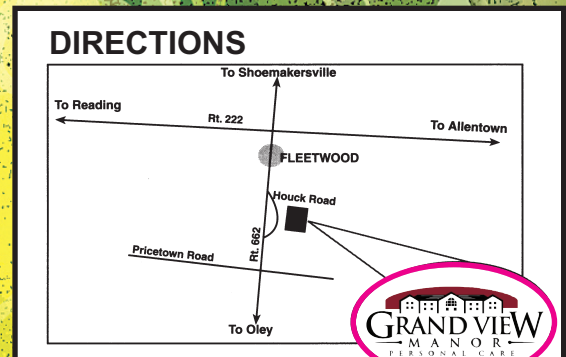 DIRECTIONS
To Shoemakersville
To Reading
Rt. 222
To Allentown
FLEETWOOD
Houck Road
Rt. 662
Pricetown Road
To Oley
GRAND VIEW
MANOR
PERSONAL CARE